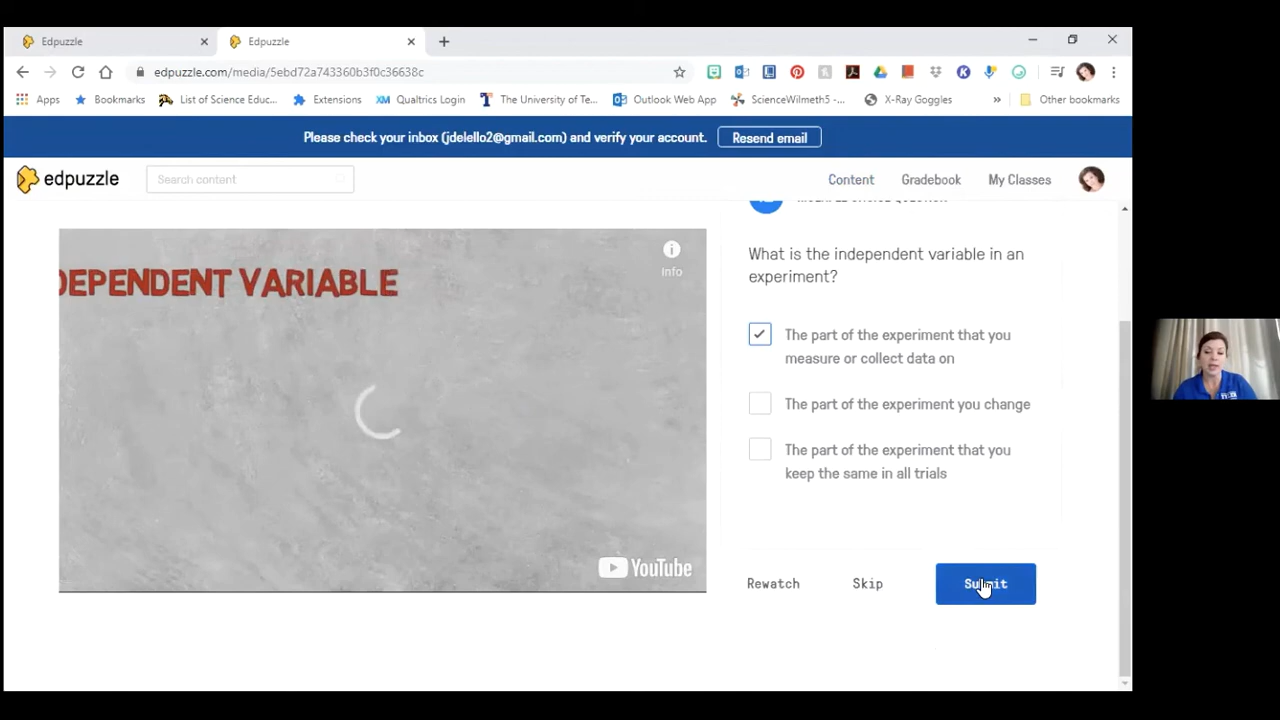 Edpuzzle
Edpuzzle
edpuzzle.com/media/5ebd72a743360b3f0c36638c
Apps
Bookmarks
List of Science Educ...
Extensions
XM Qualtrics Login
The University of Te...
Outlook Web App
ScienceWilmeth5 -...
X-Ray Goggles
»
Other bookmarks
Please check your inbox (jdelello2@gmail.com) and verify your account.
Resend email
edpuzzle
Search content
Content
Gradebook
My Classes
DEPENDENT VARIABLE
Info
YouTube
What is the independent variable in an
experiment?
The part of the experiment that you
measure or collect data on
The part of the experiment you change
The part of the experiment that you
keep the same in all trials
Rewatch
Skip
Submit